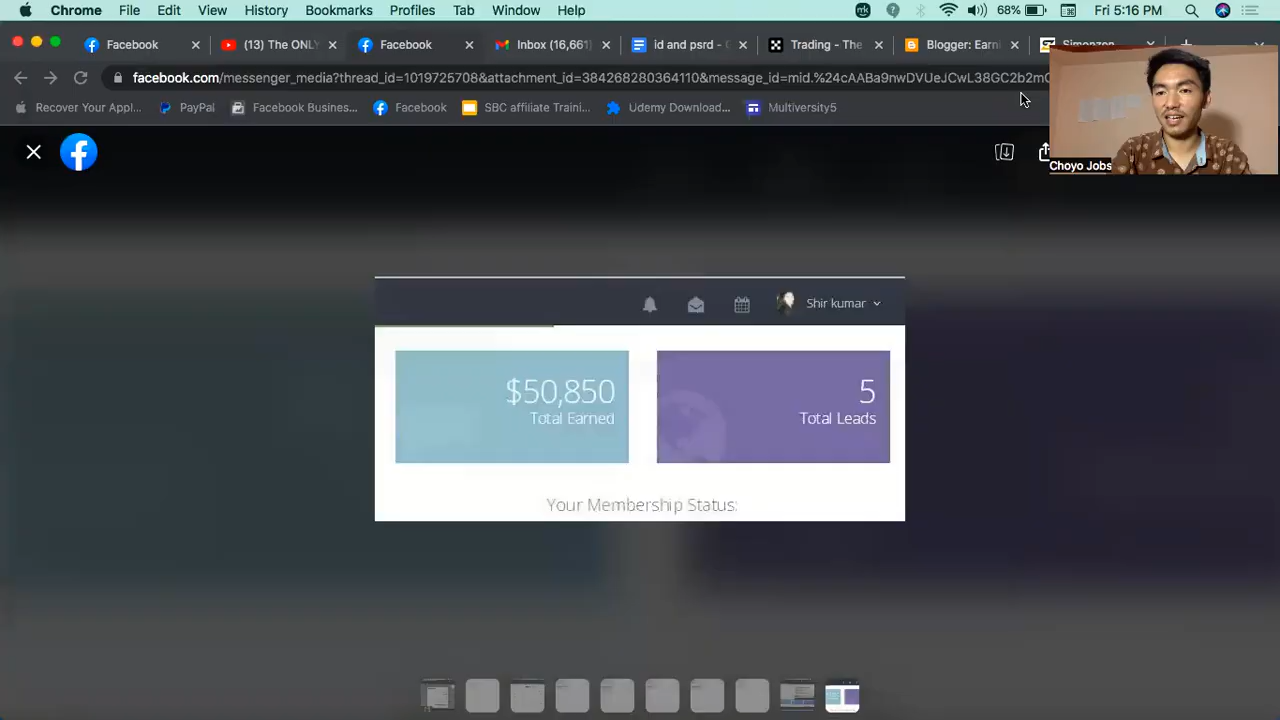 Chrome File Edit View History Bookmarks Profiles Tab Window Help 68% Fri 5:16 PM
Facebook (13) The ONLY Facebook Inbox (16,661) id and psrd - G Trading - The Blogger: Earni Simonzon
facebook.com/messenger_media?thread_id=1019725708&attachment_id=384268280364110&message_id=mid.%24cAABa9nwDVUeJCwL38GC2b2m
Recover Your Appl... PayPal Facebook Busines... Facebook SBC affiliate Traini... Udemy Download... Multiversity5
Choyo Jobs
Shir kumar
$50,850
Total Earned
5
Total Leads
Your Membership Status: